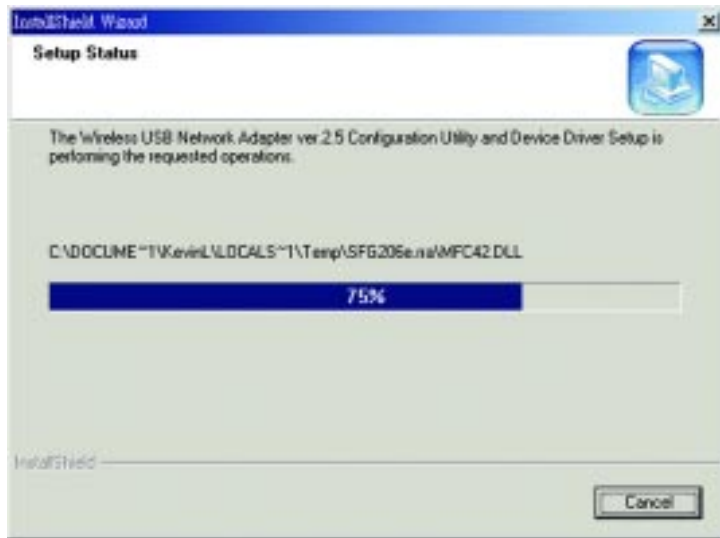 InstallShield Wizard
Setup Status
The Wireless USB Network Adapter ver.2.5 Configuration Utility and Device Driver Setup is
performing the requested operations.
C:\DOCUME~1\KevinL\LOCALS~1\Temp\SFG206e.na\MFC42.DLL
75%
InstallShield
Cancel